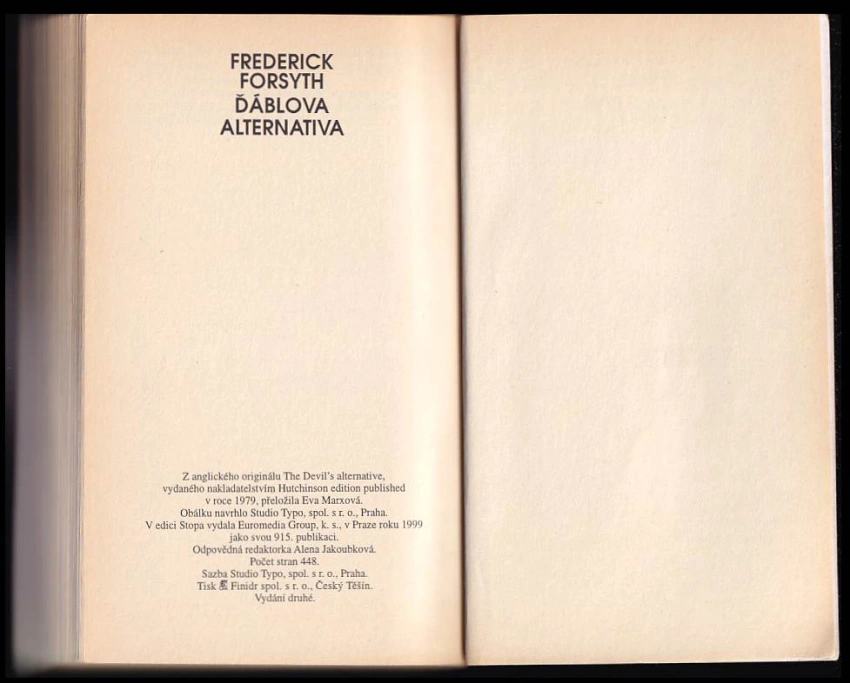 FREDERICK
FORSYTH
ĎÁBLOVA
ALTERNATIVA
Z anglického originálu The Devil's alternative,
vydaného nakladatelstvím Hutchinson edition published
v roce 1979, přeložila Eva Marxová.
Obálku navrhlo Studio Typo, spol. s r. o., Praha.
V edici Stopa vydala Euromedia Group, k. s., v Praze roku 1999
jako svou 915. publikaci.
Odpovědná redaktorka Alena Jakoubková.
Počet stran 448.
Sazba Studio Typo, spol. s r. o., Praha.
Tisk Finidr spol. s r. o., Český Těšín.
Vydání druhé.